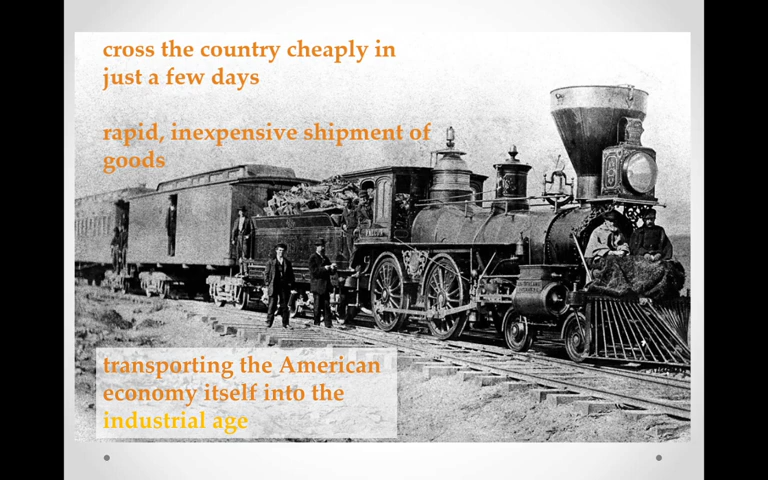 cross the country cheaply in
just a few days
rapid, inexpensive shipment of
goods
transporting the American
economy itself into the
industrial age